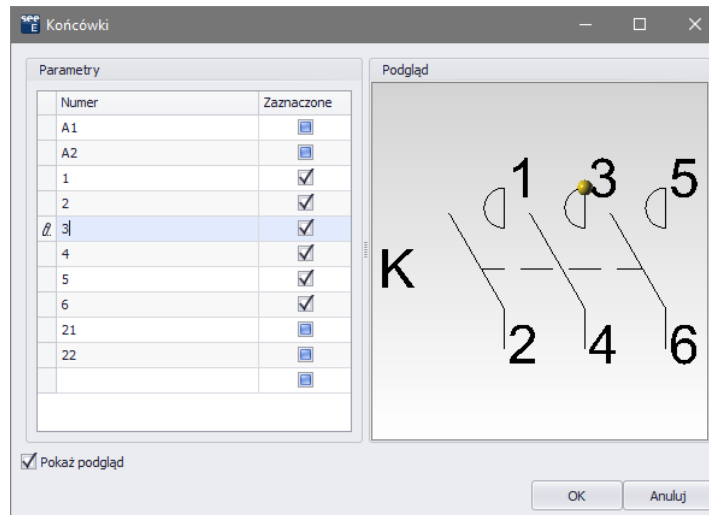 see E Końcówki
Parametry
Numer Zaznaczone
A1
A2
1
2
3
4
5
6
21
22
Pokaż podgląd
Podgląd
1 3 5
K
2 4 6
OK Anuluj